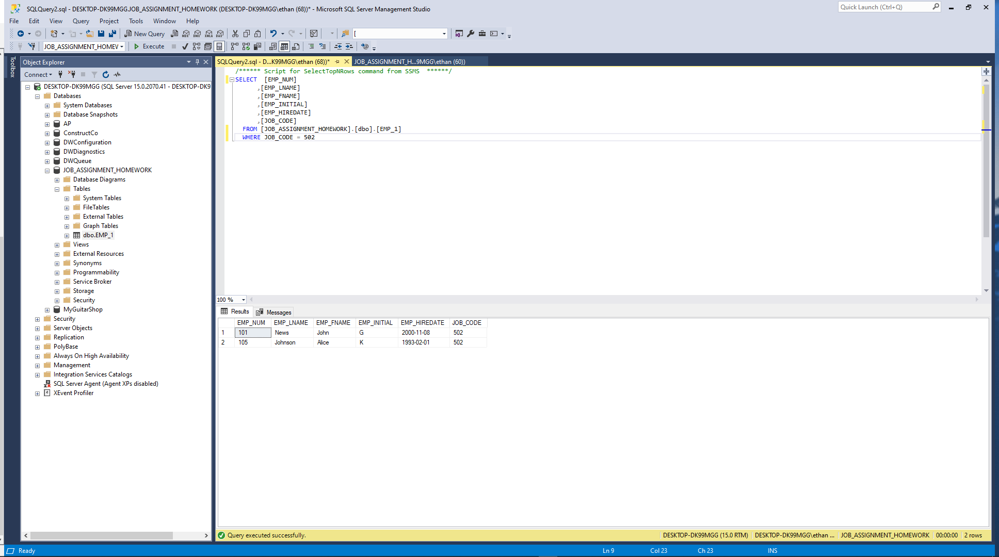 SQLQuery2.sql - DESKTOP-DK99MGG.JOB_ASSIGNMENT_HOMEWORK (DESKTOP-DK99MGG\ethan (68))* - Microsoft SQL Server Management Studio
Quick Launch (Ctrl+Q)
File Edit View Query Project Tools Window Help
New Query MDX DMX XMLA DAX [
JOB_ASSIGNMENT_HOMEV Execute
Toolbox
Object Explorer
Connect
DESKTOP-DK99MGG (SQL Server 15.0.2070.41 - DESKTOP-DK9
Databases
System Databases
Database Snapshots
AP
ConstructCo
DWConfiguration
DWDiagnostics
DWQueue
JOB_ASSIGNMENT_HOMEWORK
Database Diagrams
Tables
System Tables
FileTables
External Tables
Graph Tables
dbo.EMP_1
Views
External Resources
Synonyms
Programmability
Service Broker
Storage
Security
MyGuitarShop
Security
Server Objects
Replication
PolyBase
Always On High Availability
Management
Integration Services Catalogs
SQL Server Agent (Agent XPs disabled)
XEvent Profiler
SQLQuery2.sql - D...K99MGG\ethan (68))* JOB_ASSIGNMENT_H...9MGG\ethan (60))
/****** Script for SelectTopNRows command from SSMS ******/
SELECT [EMP_NUM]
,[EMP_LNAME]
,[EMP_FNAME]
,[EMP_INITIAL]
,[EMP_HIREDATE]
,[JOB_CODE]
FROM [JOB_ASSIGNMENT_HOMEWORK].[dbo].[EMP_1]
WHERE JOB_CODE = 502
100 %
Results Messages
EMP_NUM EMP_LNAME EMP_FNAME EMP_INITIAL EMP_HIREDATE JOB_CODE
1 101 News John G 2000-11-08 502
2 105 Johnson Alice K 1993-02-01 502
Query executed successfully. DESKTOP-DK99MGG (15.0 RTM) DESKTOP-DK99MGG\ethan ... JOB_ASSIGNMENT_HOMEWORK 00:00:00 2 rows
Ready Ln 9 Col 23 Ch 23 INS